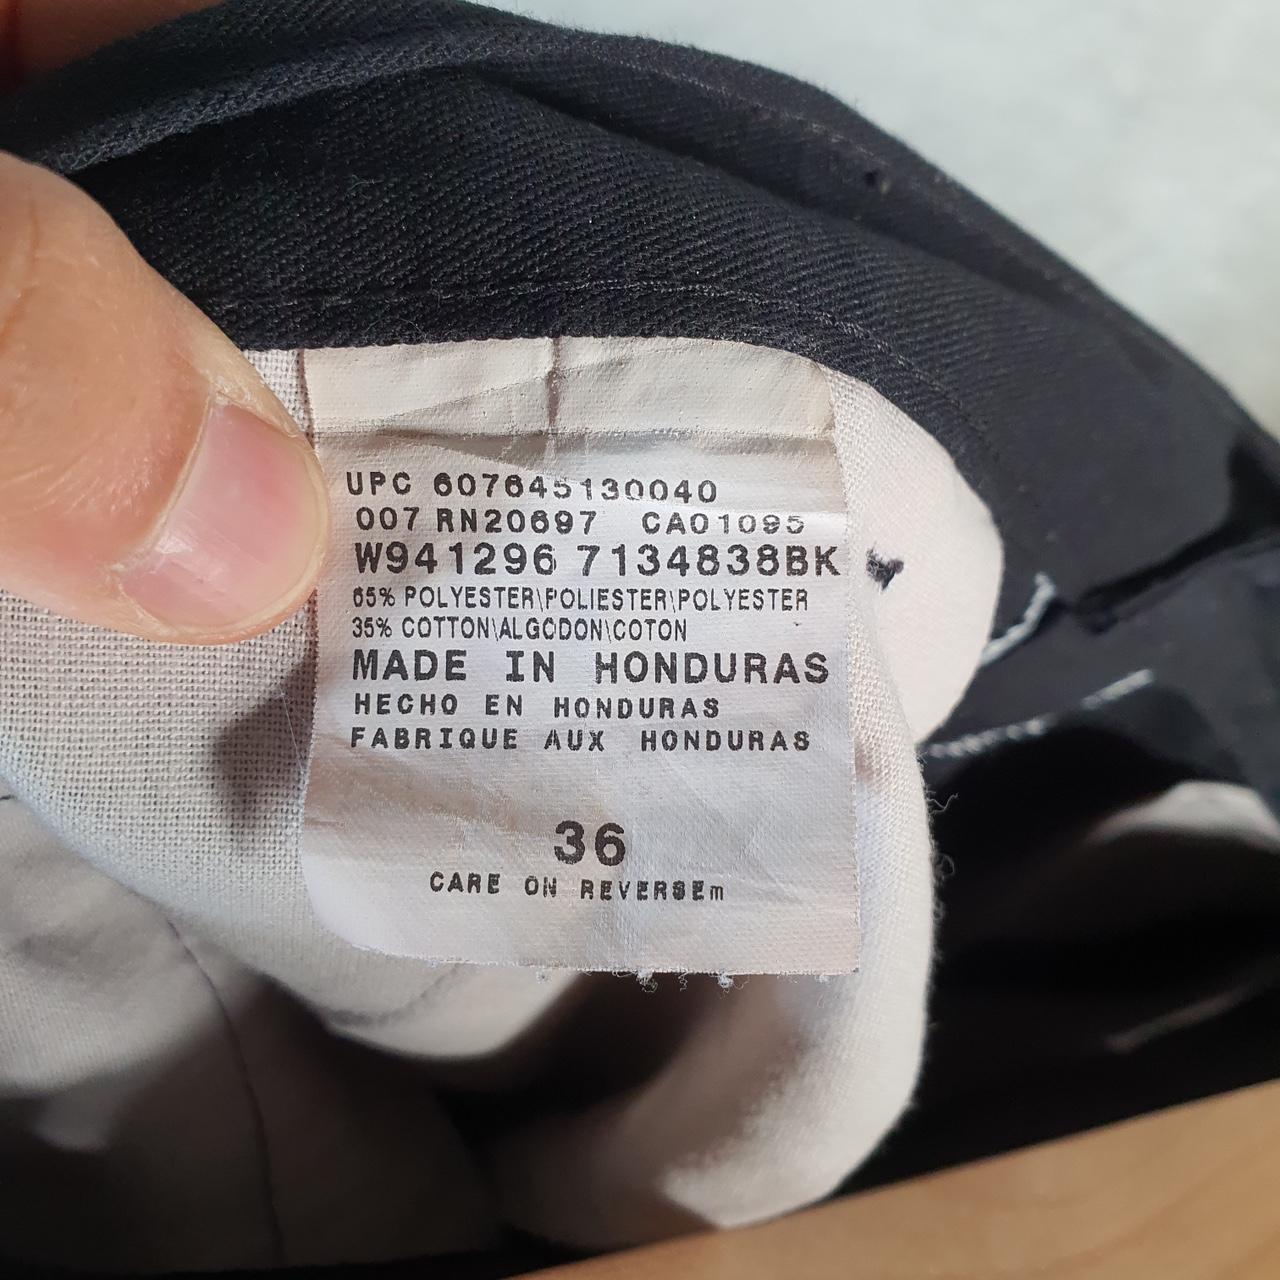 UPC 607645130040
007 RN20697 CA01095
W941296 7134838BK
65% POLYESTER\POLIESTER\POLYESTER
35% COTTON\ALGODON\COTON
MADE IN HONDURAS
HECHO EN HONDURAS
FABRIQUE AUX HONDURAS
36
CARE ON REVERSEm